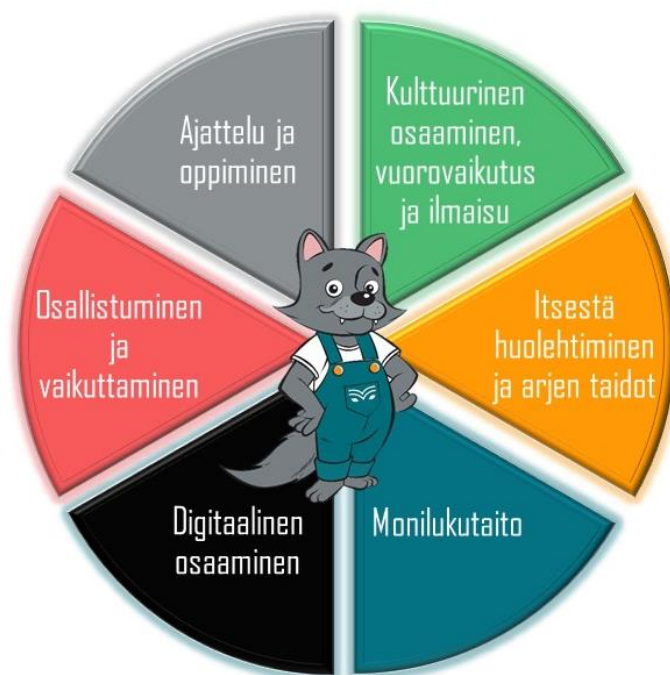 Ajattelu ja
oppiminen
Kulttuurinen
osaaminen,
vuorovaikutus
ja ilmaisu
Itsestä
huolehtiminen
ja arjen taidot
Monilukutaito
Digitaalinen
osaaminen
Osallistuminen
ja
vaikuttaminen